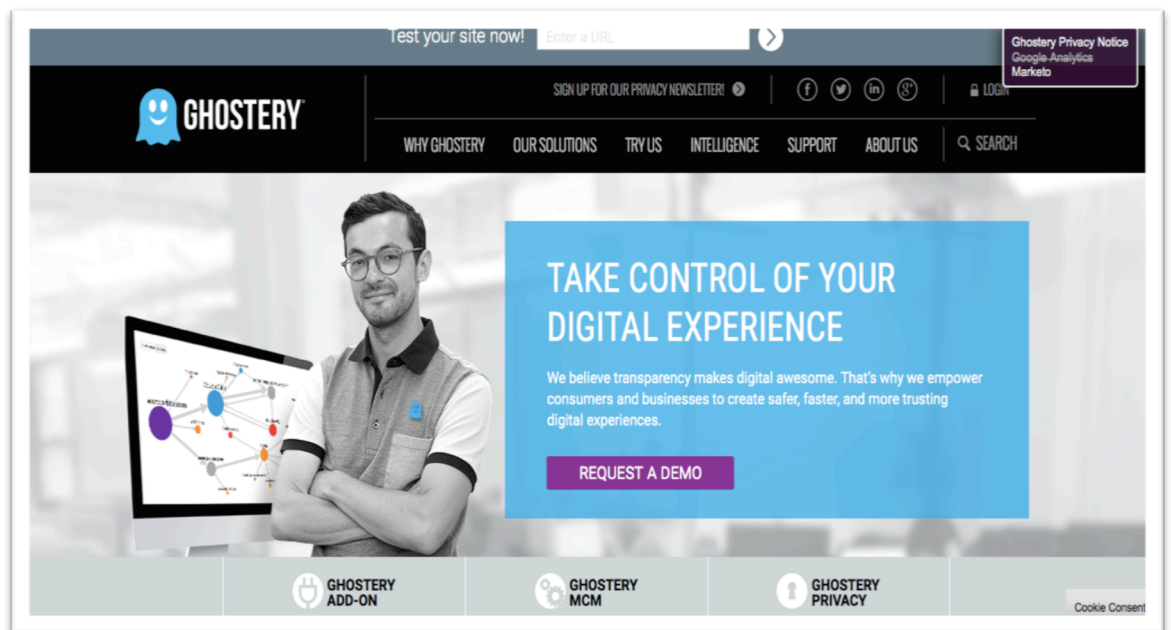 Test your site now! Enter a URL
Ghostery Privacy Notice
Google Analytics
Marketo
SIGN UP FOR OUR PRIVACY NEWSLETTER!
LOGIN
GHOSTERY
WHY GHOSTERY OUR SOLUTIONS TRY US INTELLIGENCE SUPPORT ABOUT US SEARCH
TAKE CONTROL OF YOUR
DIGITAL EXPERIENCE
We believe transparency makes digital awesome. That's why we empower
consumers and businesses to create safer, faster, and more trusting
digital experiences.
REQUEST A DEMO
GHOSTERY
ADD-ON
GHOSTERY
MCM
GHOSTERY
PRIVACY
Cookie Consent